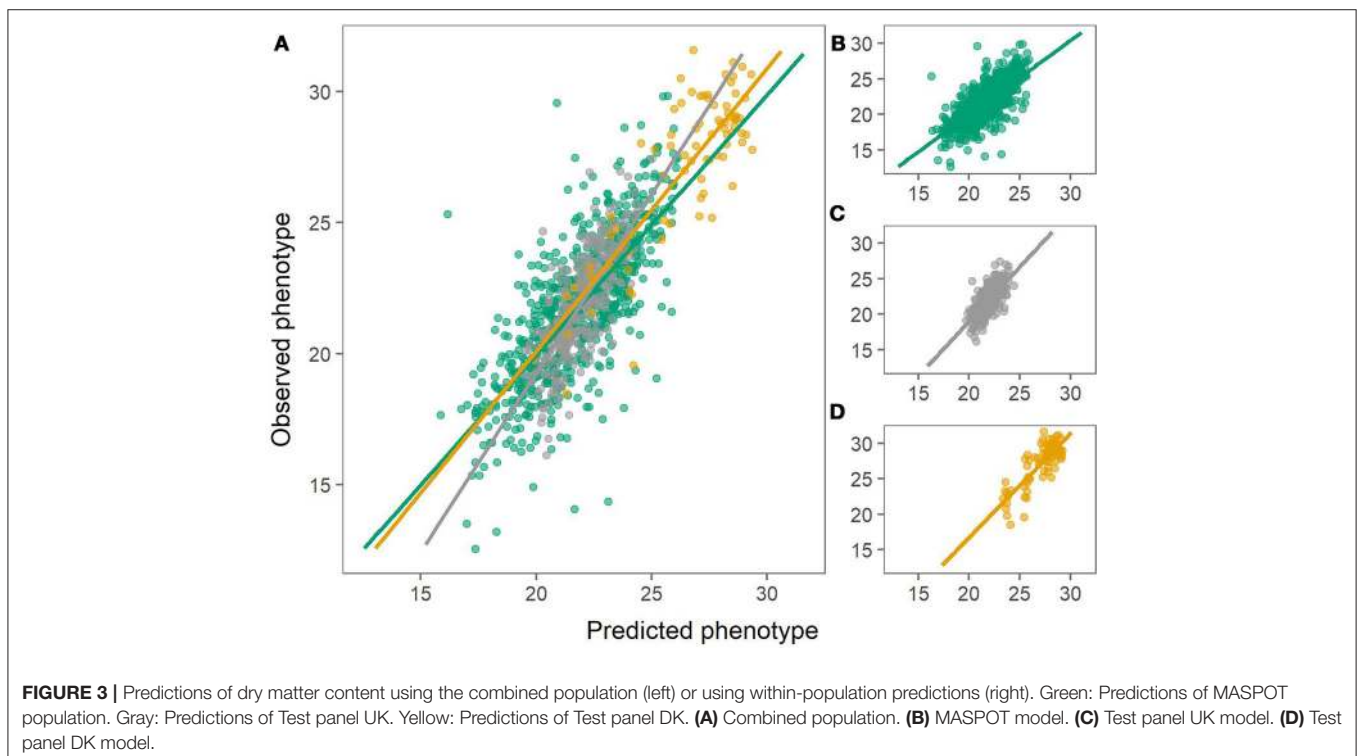 A
Observed phenotype
30
25
20
15
15 20 25 30
Predicted phenotype
B
30
25
20
15
15 20 25 30
C
30
25
20
15
15 20 25 30
D
30
25
20
15
15 20 25 30
FIGURE 3 | Predictions of dry matter content using the combined population (left) or using within-population predictions (right). Green: Predictions of MASPOT
population. Gray: Predictions of Test panel UK. Yellow: Predictions of Test panel DK. (A) Combined population. (B) MASPOT model. (C) Test panel UK model. (D) Test
panel DK model.